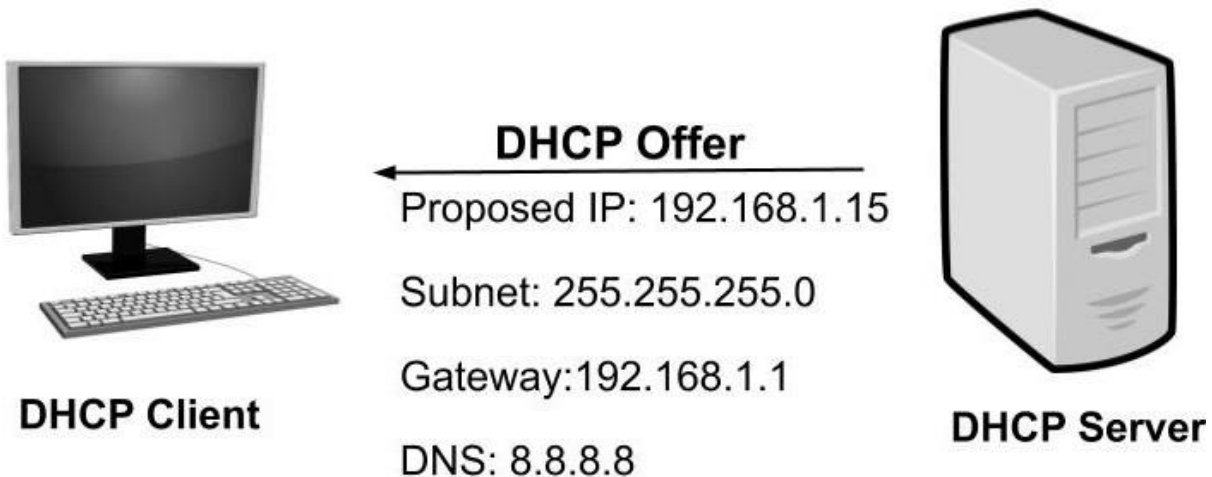 DHCP Offer
Proposed IP: 192.168.1.15
Subnet: 255.255.255.0
Gateway:192.168.1.1
DNS: 8.8.8.8
DHCP Client
DHCP Server